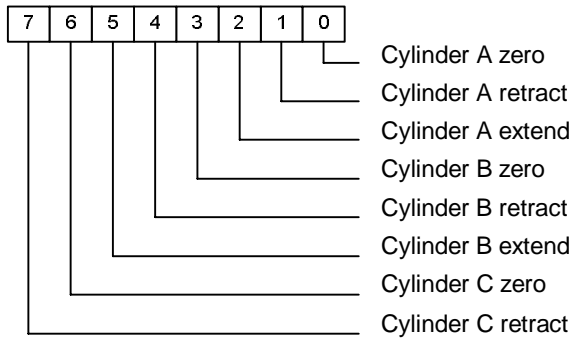 7 6 5 4 3 2 1 0
Cylinder A zero
Cylinder A retract
Cylinder A extend
Cylinder B zero
Cylinder B retract
Cylinder B extend
Cylinder C zero
Cylinder C retract